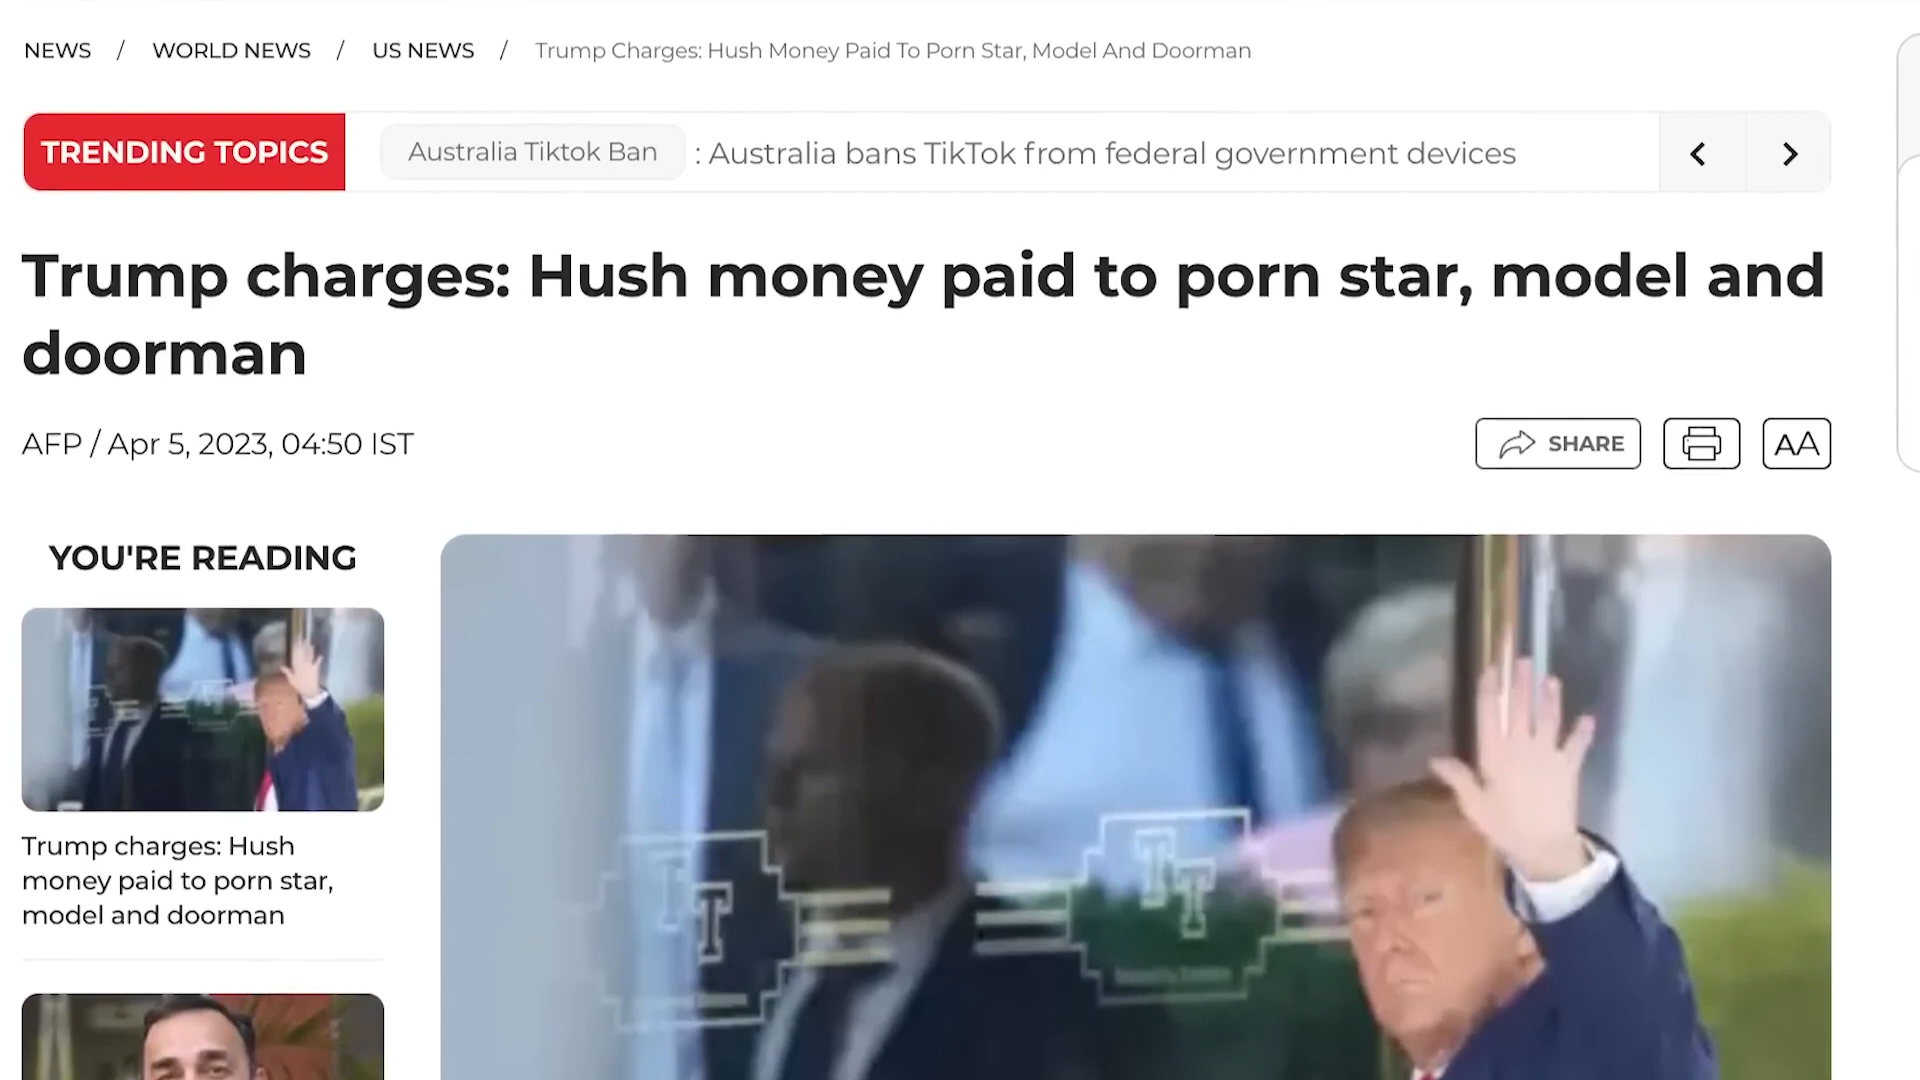 NEWS / WORLD NEWS / US NEWS / Trump Charges: Hush Money Paid To Porn Star, Model And Doorman
TRENDING TOPICS Australia Tiktok Ban : Australia bans TikTok from federal government devices
Trump charges: Hush money paid to porn star, model and
doorman
AFP / Apr 5, 2023, 04:50 IST
SHARE
AA
YOU'RE READING
Trump charges: Hush
money paid to porn star,
model and doorman
TT
TT